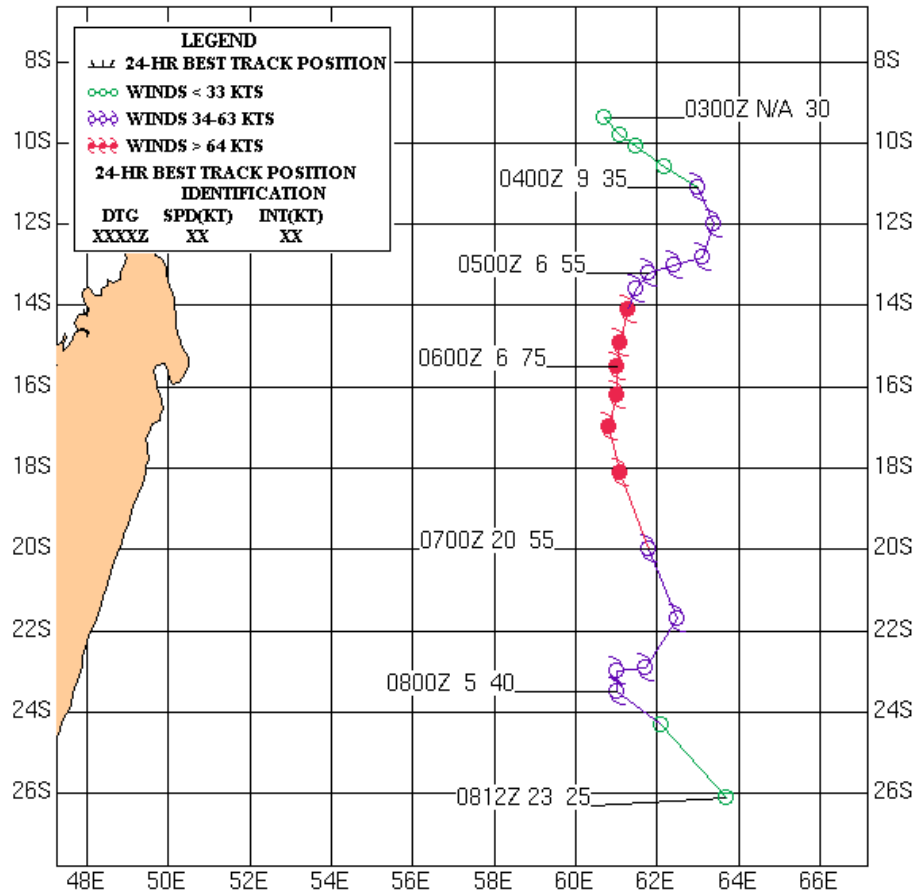 LEGEND
24-HR BEST TRACK POSITION
WINDS < 33 KTS
WINDS 34-63 KTS
WINDS > 64 KTS
24-HR BEST TRACK POSITION
IDENTIFICATION
DTG SPD(KT) INT(KT)
XXXXZ XX XX
8S 8S
0300Z N/A 30
10S 10S
0400Z 9 35
12S 12S
0500Z 6 55
14S 14S
0600Z 6 75
16S 16S
18S 18S
0700Z 20 55
20S 20S
22S 22S
0800Z 5 40
24S 24S
0812Z 23 25
26S 26S
48E 50E 52E 54E 56E 58E 60E 62E 64E 66E